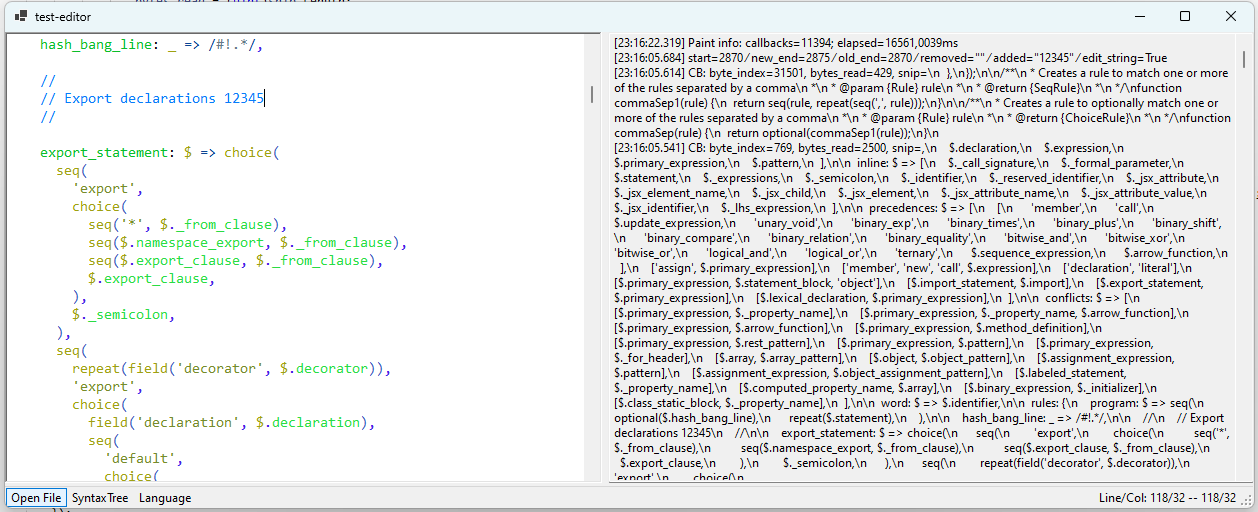 test-editor
hash_bang_line: _ => /#!.*/,
//
// Export declarations 12345
//
export_statement: $ => choice(
seq(
'export',
choice(
seq('*', $._from_clause),
seq($.namespace_export, $._from_clause),
seq($.export_clause, $._from_clause),
$.export_clause,
),
$._semicolon,
),
seq(
repeat(field('decorator', $.decorator)),
'export',
choice(
field('declaration', $.declaration),
seq(
'default',
choice(
[23:16:22.319] Paint info: callbacks=11394; elapsed=16561,0039ms
[23:16:05.684] start=2870/new_end=2875/old_end=2870/removed=""/added="12345"/edit_string=True
[23:16:05.614] CB: byte_index=31501, bytes_read=429, snip=\n  },\n});\n\n/**\n * Creates a rule to match one or more
of the rules separated by a comma\n *\n * @param {Rule} rule\n *\n * @return {SeqRule}\n *\n */\nfunction
commaSep1(rule) {\n  return seq(rule, repeat(seq(',', rule)));\n}\n\n/**\n * Creates a rule to optionally match one or
more of the rules separated by a comma\n *\n * @param {Rule} rule\n *\n * @return {ChoiceRule}\n *\n */\nfunction
commaSep(rule) {\n  return optional(commaSep1(rule));\n}\n
[23:16:05.541] CB: byte_index=769, bytes_read=2500, snip=,\n    $.declaration,\n    $.expression,\n
$.primary_expression,\n    $.pattern,\n  ],\n\n  inline: $ => [\n    $._call_signature,\n    $._formal_parameter,\n
$.statement,\n    $._expressions,\n    $._semicolon,\n    $._identifier,\n    $._reserved_identifier,\n    $._jsx_attribute,\n
$._jsx_element_name,\n    $._jsx_child,\n    $._jsx_element,\n    $._jsx_attribute_name,\n    $._jsx_attribute_value,\n
$._jsx_identifier,\n    $._lhs_expression,\n  ],\n\n  precedences: $ => [\n    [\n      'member',\n      'call',\n
$.update_expression,\n      'unary_void',\n      'binary_exp',\n      'binary_times',\n      'binary_plus',\n      'binary_shift',
\n      'binary_compare',\n      'binary_relation',\n      'binary_equality',\n      'bitwise_and',\n      'bitwise_xor',\n
'bitwise_or',\n      'logical_and',\n      'logical_or',\n      'ternary',\n      $.sequence_expression,\n      $.arrow_function,\n
],\n    ['assign', $.primary_expression],\n    ['member', 'new', 'call', $.expression],\n    ['declaration', 'literal'],\n
[$.primary_expression, $.statement_block, 'object'],\n    [$.import_statement, $.import],\n    [$.export_statement,
$.primary_expression],\n    [$.lexical_declaration, $.primary_expression],\n  ],\n\n  conflicts: $ => [\n
[$.primary_expression, $._property_name],\n    [$.primary_expression, $._property_name, $.arrow_function],\n
[$.primary_expression, $.arrow_function],\n    [$.primary_expression, $.method_definition],\n
[$.primary_expression, $.rest_pattern],\n    [$.primary_expression, $.pattern],\n    [$.primary_expression,
$._for_header],\n    [$.array, $.array_pattern],\n    [$.object, $.object_pattern],\n    [$.assignment_expression,
$.pattern],\n    [$.assignment_expression, $.object_assignment_pattern],\n    [$.labeled_statement,
$._property_name],\n    [$.computed_property_name, $.array],\n    [$.binary_expression, $._initializer],\n
[$.class_static_block, $._property_name],\n  ],\n\n  word: $ => $.identifier,\n\n  rules: {\n    program: $ => seq(\n
optional($.hash_bang_line),\n      repeat($.statement),\n    ),\n\n    hash_bang_line: _ => /#!.*/,\n\n    //\n    // Export
declarations 12345\n    //\n\n    export_statement: $ => choice(\n      seq(\n        'export',\n        choice(\n          seq('*',
$._from_clause),\n          seq($.namespace_export, $._from_clause),\n          seq($.export_clause, $._from_clause),\n
$.export_clause,\n        ),\n        $._semicolon,\n      ),\n      seq(\n        repeat(field('decorator', $.decorator)),\n
'export',\n        choice(\n
Open File SyntaxTree Language
Line/Col: 118/32 -- 118/32